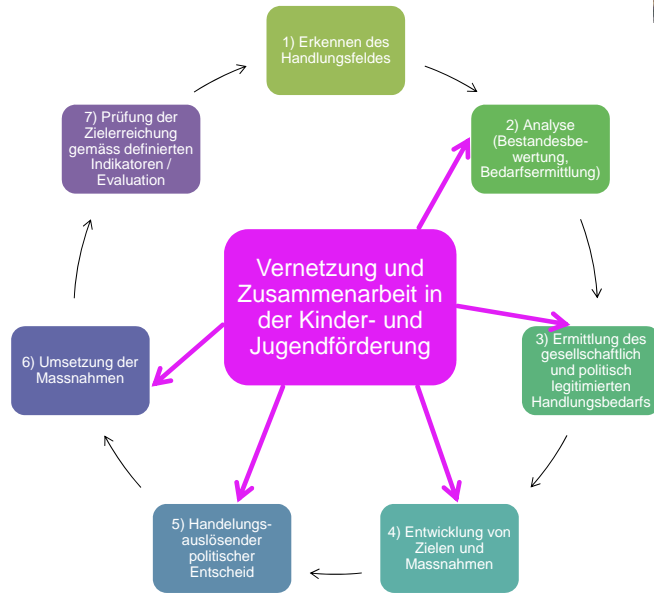 1) Erkennen des
Handlungsfeldes
2) Analyse
(Bestandesbe-
wertung,
Bedarfsermittlung)
3) Ermittlung des
gesellschaftlich
und politisch
legitimierten
Handlungsbedarfs
4) Entwicklung von
Zielen und
Massnahmen
5) Handelungs-
auslösender
politischer
Entscheid
6) Umsetzung der
Massnahmen
7) Prüfung der
Zielerreichung
gemäss definierten
Indikatoren /
Evaluation
Vernetzung und
Zusammenarbeit in
der Kinder- und
Jugendförderung